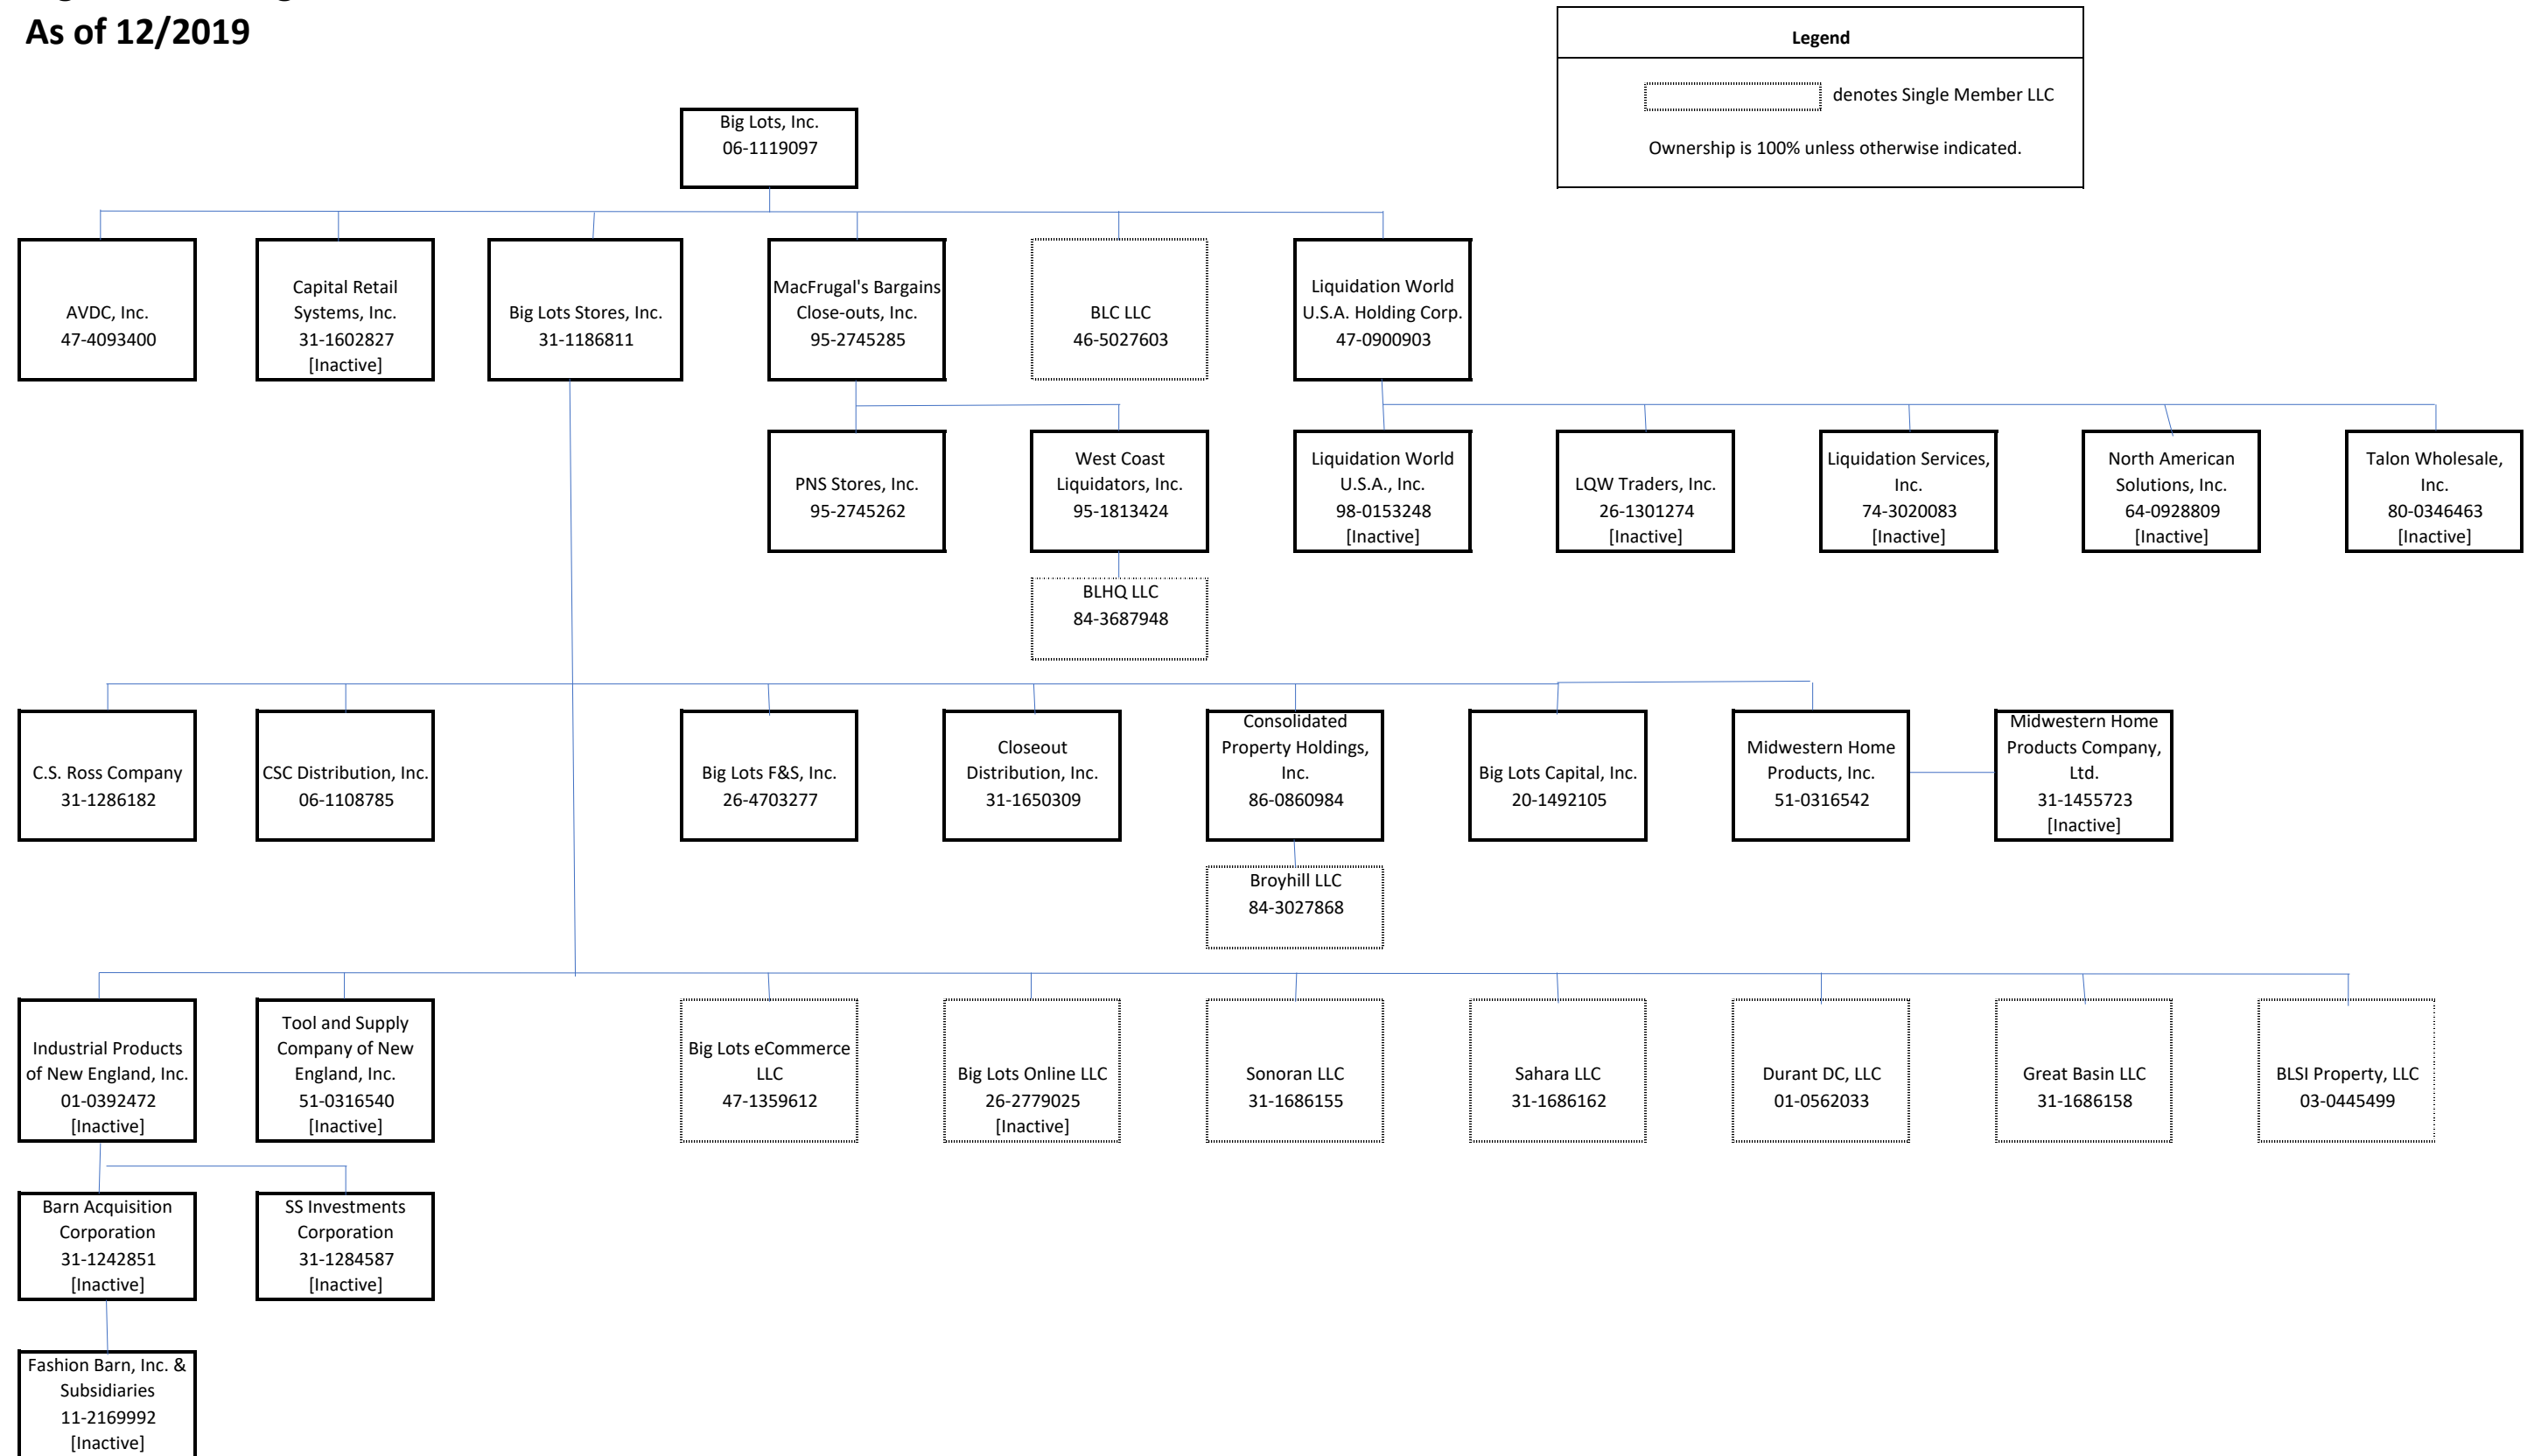 As of 12/2019
Legend
denotes Single Member LLC
Ownership is 100% unless otherwise indicated.
Big Lots, Inc.
06-1119097
AVDC, Inc.
47-4093400
Capital Retail
Systems, Inc.
31-1602827
[Inactive]
Big Lots Stores, Inc.
31-1186811
MacFrugal's Bargains
Close-outs, Inc.
95-2745285
BLC LLC
46-5027603
Liquidation World
U.S.A. Holding Corp.
47-0900903
PNS Stores, Inc.
95-2745262
West Coast
Liquidators, Inc.
95-1813424
Liquidation World
U.S.A., Inc.
98-0153248
[Inactive]
LQW Traders, Inc.
26-1301274
[Inactive]
Liquidation Services,
Inc.
74-3020083
[Inactive]
North American
Solutions, Inc.
64-0928809
[Inactive]
Talon Wholesale,
Inc.
80-0346463
[Inactive]
BLHQ LLC
84-3687948
C.S. Ross Company
31-1286182
CSC Distribution, Inc.
06-1108785
Big Lots F&S, Inc.
26-4703277
Closeout
Distribution, Inc.
31-1650309
Consolidated
Property Holdings,
Inc.
86-0860984
Big Lots Capital, Inc.
20-1492105
Midwestern Home
Products, Inc.
51-0316542
Midwestern Home
Products Company,
Ltd.
31-1455723
[Inactive]
Broyhill LLC
84-3027868
Industrial Products
of New England, Inc.
01-0392472
[Inactive]
Tool and Supply
Company of New
England, Inc.
51-0316540
[Inactive]
Big Lots eCommerce
LLC
47-1359612
Big Lots Online LLC
26-2779025
[Inactive]
Sonoran LLC
31-1686155
Sahara LLC
31-1686162
Durant DC, LLC
01-0562033
Great Basin LLC
31-1686158
BLSI Property, LLC
03-0445499
Barn Acquisition
Corporation
31-1242851
[Inactive]
SS Investments
Corporation
31-1284587
[Inactive]
Fashion Barn, Inc. &
Subsidiaries
11-2169992
[Inactive]